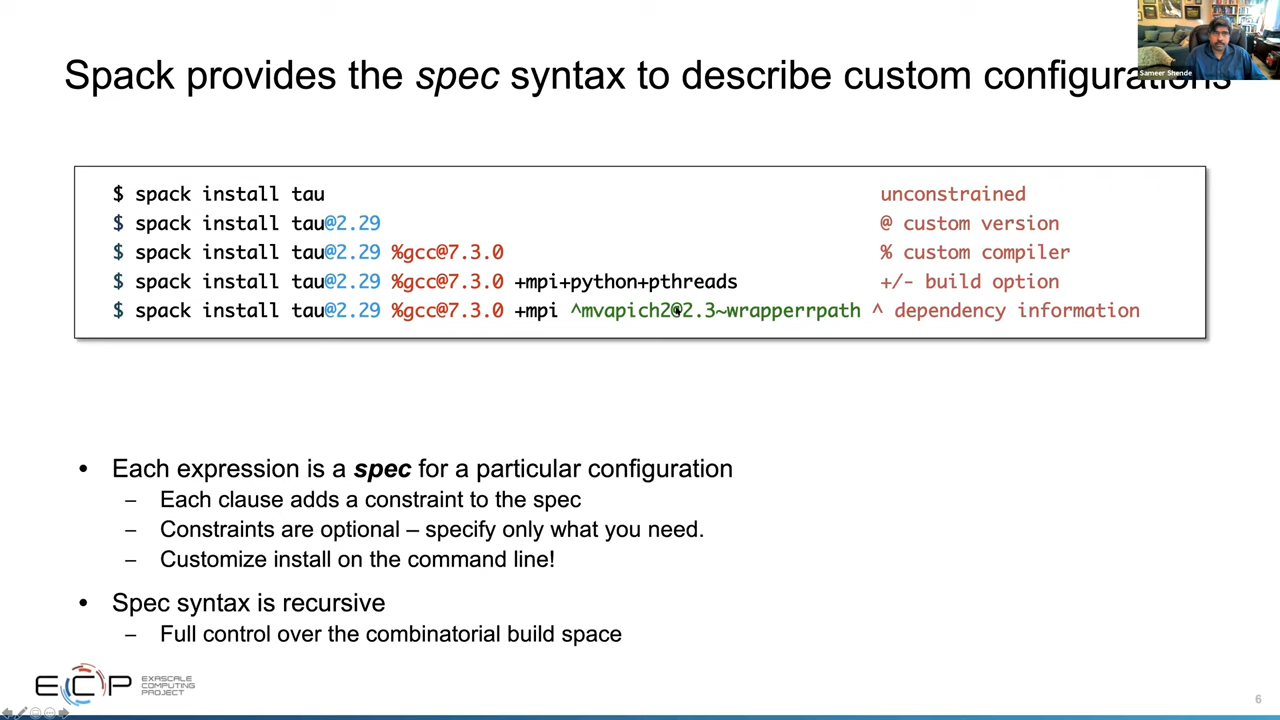 Sameer Shende
Spack provides the spec syntax to describe custom configurations
$ spack install tau unconstrained
$ spack install tau@2.29 @ custom version
$ spack install tau@2.29 %gcc@7.3.0 % custom compiler
$ spack install tau@2.29 %gcc@7.3.0 +mpi+python+pthreads +/- build option
$ spack install tau@2.29 %gcc@7.3.0 +mpi ^mvapich2@2.3~wrapperrpath ^ dependency information
• Each expression is a spec for a particular configuration
– Each clause adds a constraint to the spec
– Constraints are optional – specify only what you need.
– Customize install on the command line!
• Spec syntax is recursive
– Full control over the combinatorial build space
ECP
EXASCALE
COMPUTING
PROJECT
6